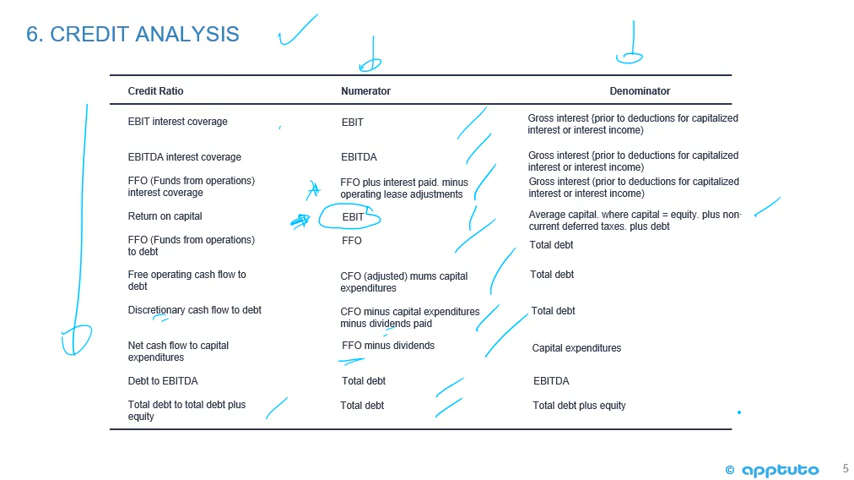 6. CREDIT ANALYSIS
Credit Ratio Numerator Denominator
EBIT interest coverage EBIT Gross interest {prior to deductions for capitalized
interest or interest income)
EBITDA interest coverage EBITDA Gross interest {prior to deductions for capitalized
interest or interest income)
FFO (Funds from operations) FFO plus interest paid. minus Gross interest {prior to deductions for capitalized
interest coverage operating lease adjustments interest or interest income)
Return on capital EBIT Average capital. where capital = equity. plus non-
current deferred taxes. plus debt
FFO (Funds from operations) FFO Total debt
to debt
Free operating cash flow to CFO (adjusted) mums capital Total debt
debt expenditures
Discretionary cash flow to debt CFO minus capital expenditures Total debt
minus dividends paid
Net cash flow to capital FFO minus dividends Capital expenditures
expenditures
Debt to EBITDA Total debt EBITDA
Total debt to total debt plus Total debt Total debt plus equity
equity
© apptuto 5